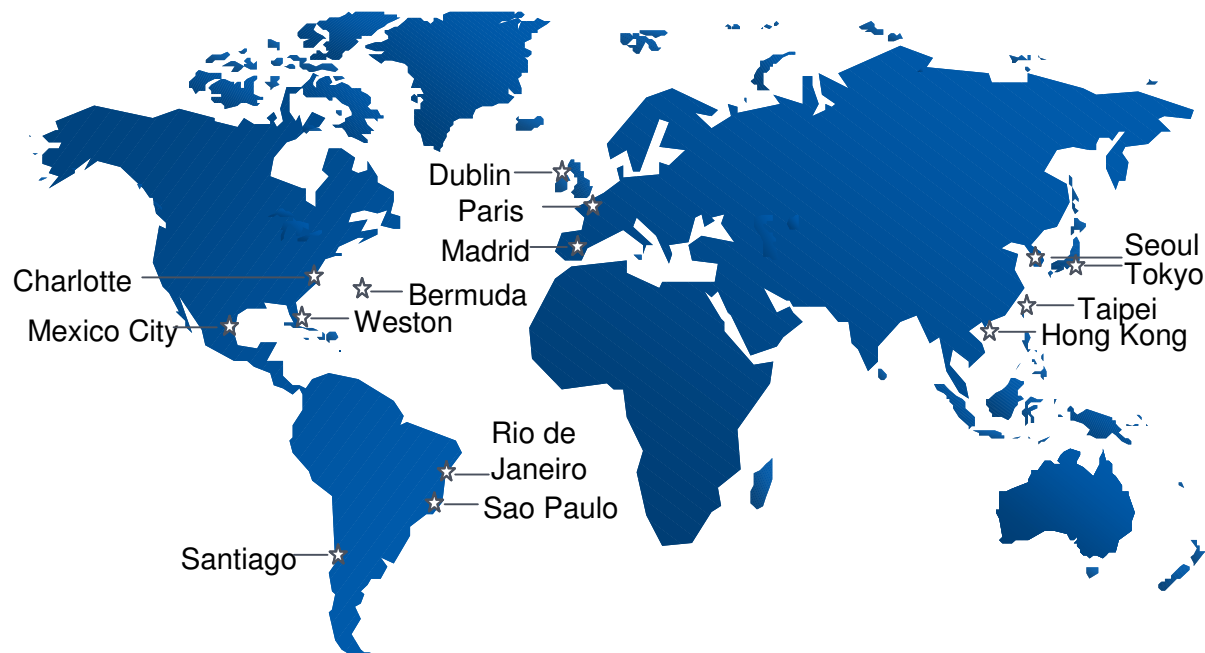 Dublin
Paris
Madrid
Seoul
Tokyo
Charlotte
Bermuda
Weston
Mexico City
Taipei
Hong Kong
Rio de
Janeiro
Sao Paulo
Santiago